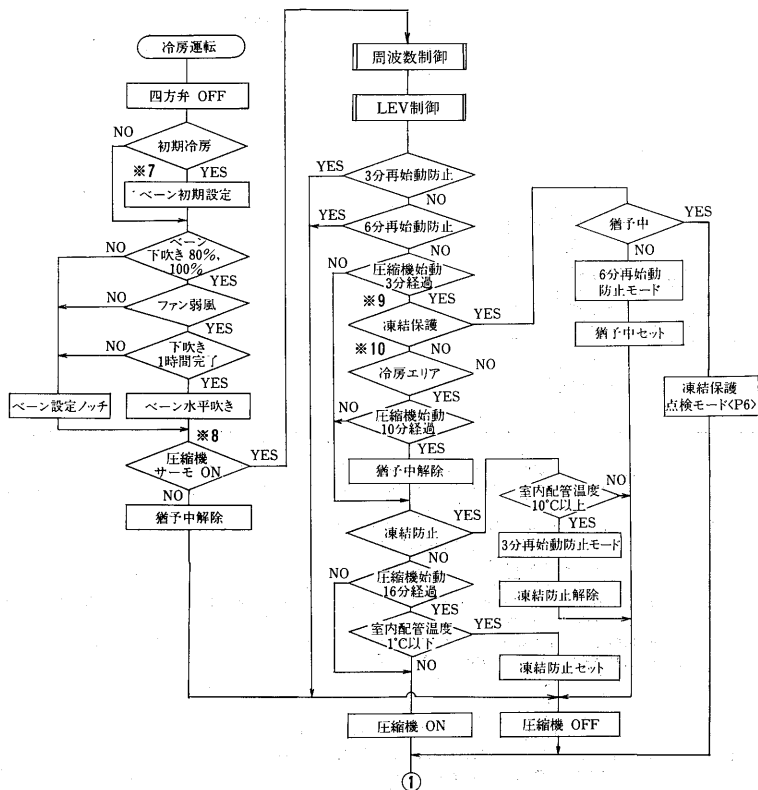 冷房運転
四方弁 OFF
NO
初期冷房
※7
YES
ベーン初期設定
NO
ベーン
下吹き 80%,
100%
YES
NO
ファン弱風
YES
NO
下吹き
1時間完了
YES
ベーン設定ノッチ
ベーン水平吹き
※8
圧縮機
サーモ ON
YES
NO
猶予中解除
周波数制御
LEV制御
YES
3分再始動防止
NO
YES
6分再始動防止
NO
NO
圧縮機始動
3分経過
※9
YES
凍結保護
YES
※10
NO
冷房エリア
NO
YES
NO
圧縮機始動
10分経過
YES
猶予中解除
凍結防止
YES
NO
NO
圧縮機始動
16分経過
YES
室内配管温度
1℃以下
YES
NO
圧縮機 ON
1
猶予中
YES
NO
6分再始動
防止モード
猶予中セット
凍結保護
点検モード<P6>
室内配管温度
10℃以上
NO
YES
3分再始動防止モード
凍結防止解除
凍結防止セット
圧縮機 OFF